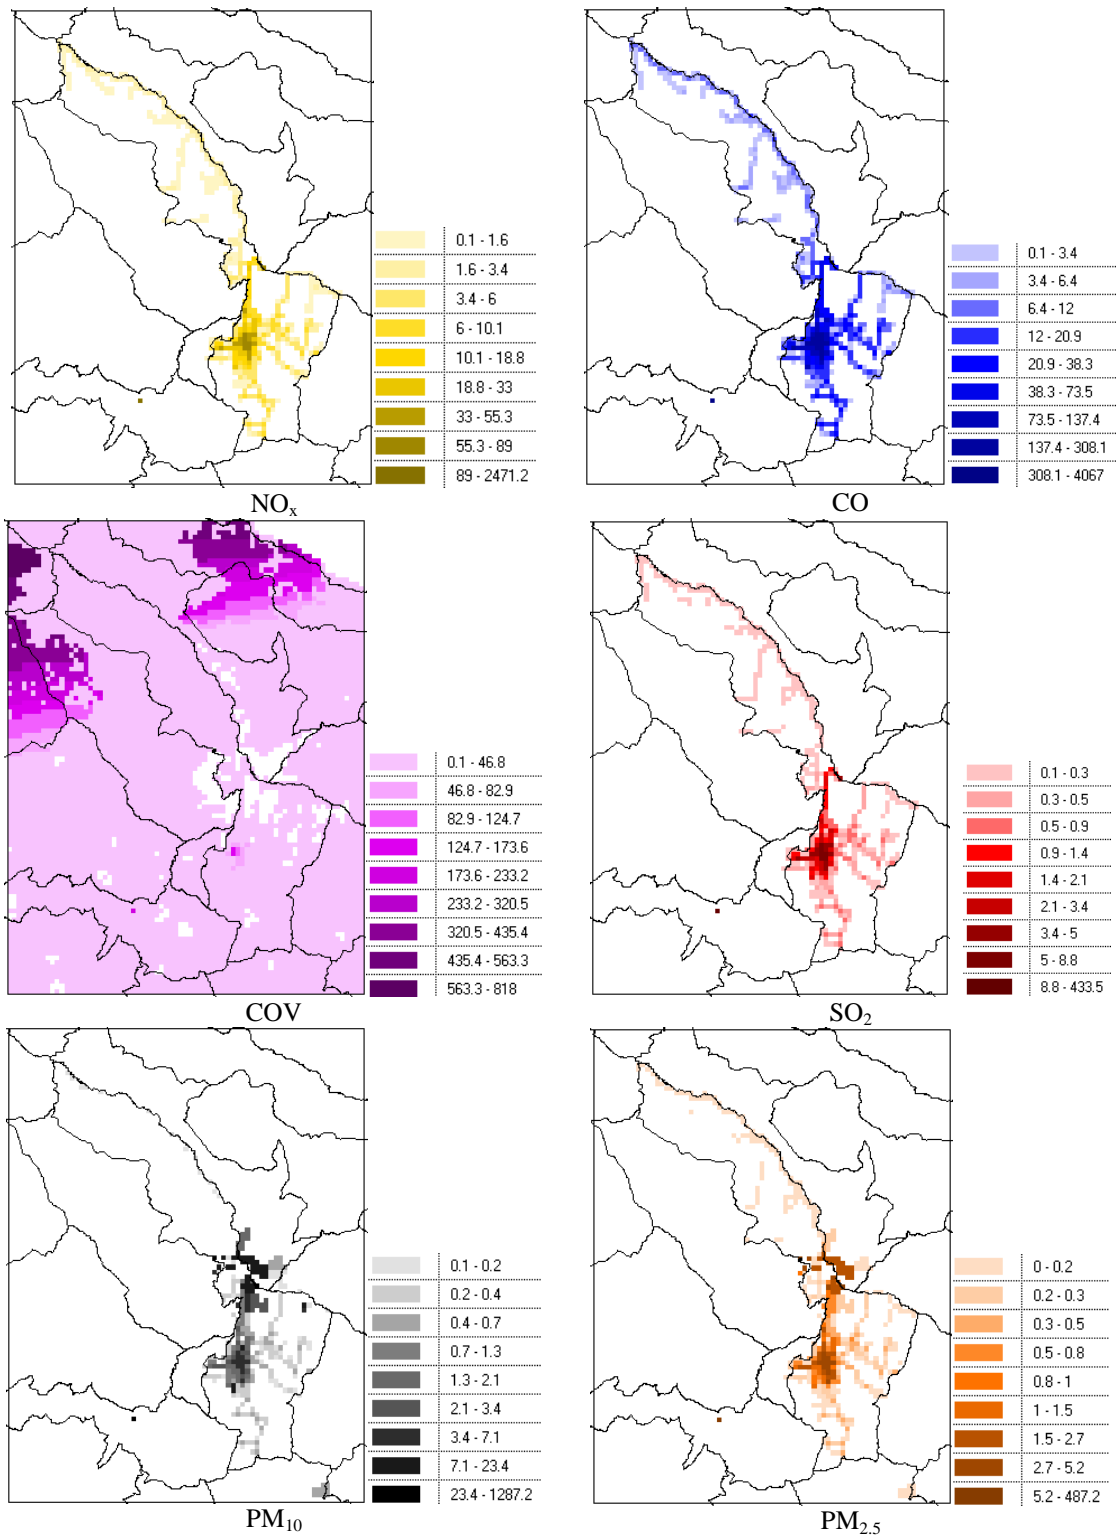 0.1 - 1.6
1.6 - 3.4
3.4 - 6
6 - 10.1
10.1 - 18.8
18.8 - 33
33 - 55.3
55.3 - 89
89 - 2471.2
NOx
0.1 - 3.4
3.4 - 6.4
6.4 - 12
12 - 20.9
20.9 - 38.3
38.3 - 73.5
73.5 - 137.4
137.4 - 308.1
308.1 - 4067
CO
0.1 - 46.8
46.8 - 82.9
82.9 - 124.7
124.7 - 173.6
173.6 - 233.2
233.2 - 320.5
320.5 - 435.4
435.4 - 563.3
563.3 - 818
COV
0.1 - 0.3
0.3 - 0.5
0.5 - 0.9
0.9 - 1.4
1.4 - 2.1
2.1 - 3.4
3.4 - 5
5 - 8.8
8.8 - 433.5
SO2
0.1 - 0.2
0.2 - 0.4
0.4 - 0.7
0.7 - 1.3
1.3 - 2.1
2.1 - 3.4
3.4 - 7.1
7.1 - 23.4
23.4 - 1287.2
PM10
0 - 0.2
0.2 - 0.3
0.3 - 0.5
0.5 - 0.8
0.8 - 1
1 - 1.5
1.5 - 2.7
2.7 - 5.2
5.2 - 487.2
PM2.5